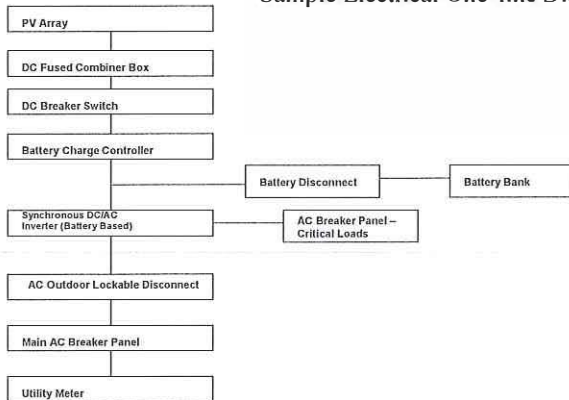 Sample Electrical One-line
PV Array
DC Fused Combiner Box
DC Breaker Switch
Battery Charge Controller
Battery Disconnect
Battery Bank
Synchronous DC/AC
Inverter (Battery Based)
AC Breaker Panel –
Critical Loads
AC Outdoor Lockable Disconnect
Main AC Breaker Panel
Utility Meter